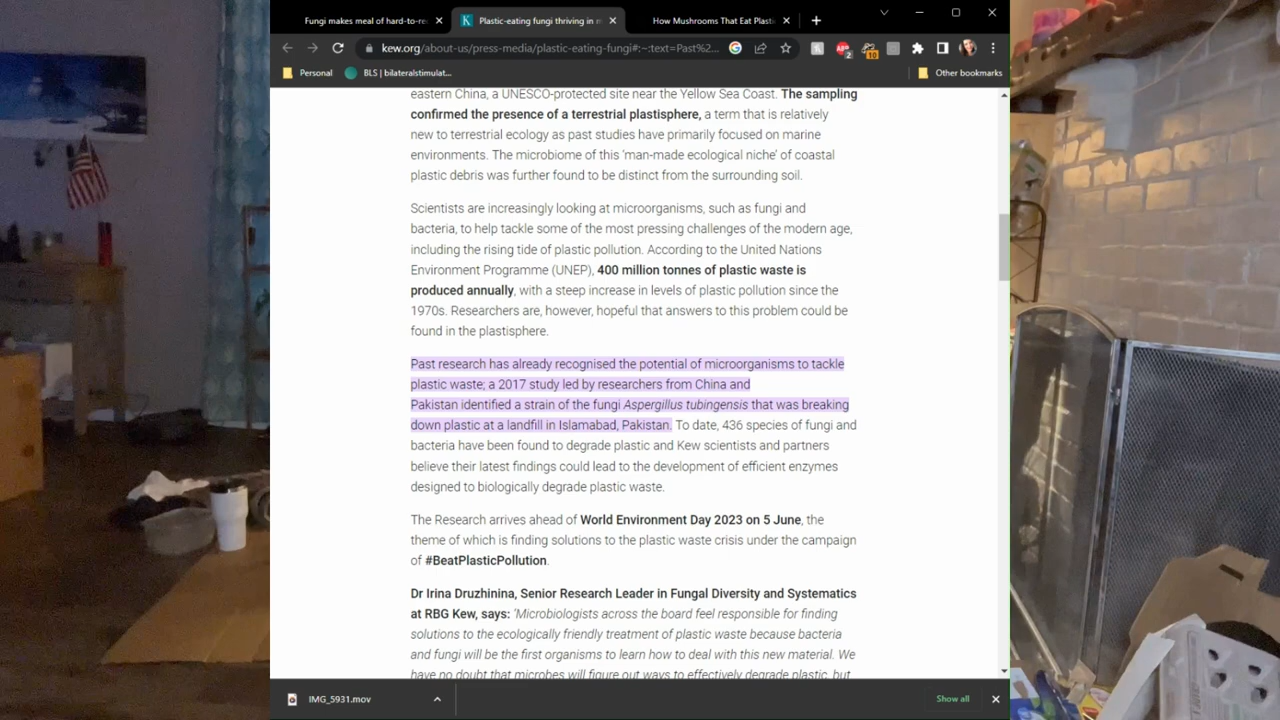 Fungi makes meal of hard-to-re
Plastic-eating fungi thriving in m
How Mushrooms That Eat Plasti
kew.org/about-us/press-media/plastic-eating-fungi#:~:text=Past%2...
Personal
BLS | bilateralstimulat...
Other bookmarks
eastern China, a UNESCO-protected site near the Yellow Sea Coast. The sampling
confirmed the presence of a terrestrial plastisphere, a term that is relatively
new to terrestrial ecology as past studies have primarily focused on marine
environments. The microbiome of this ‘man-made ecological niche’ of coastal
plastic debris was further found to be distinct from the surrounding soil.
Scientists are increasingly looking at microorganisms, such as fungi and
bacteria, to help tackle some of the most pressing challenges of the modern age,
including the rising tide of plastic pollution. According to the United Nations
Environment Programme (UNEP), 400 million tonnes of plastic waste is
produced annually, with a steep increase in levels of plastic pollution since the
1970s. Researchers are, however, hopeful that answers to this problem could be
found in the plastisphere.
Past research has already recognised the potential of microorganisms to tackle
plastic waste; a 2017 study led by researchers from China and
Pakistan identified a strain of the fungi Aspergillus tubingensis that was breaking
down plastic at a landfill in Islamabad, Pakistan. To date, 436 species of fungi and
bacteria have been found to degrade plastic and Kew scientists and partners
believe their latest findings could lead to the development of efficient enzymes
designed to biologically degrade plastic waste.
The Research arrives ahead of World Environment Day 2023 on 5 June, the
theme of which is finding solutions to the plastic waste crisis under the campaign
of #BeatPlasticPollution.
Dr Irina Druzhinina, Senior Research Leader in Fungal Diversity and Systematics
at RBG Kew, says: ‘Microbiologists across the board feel responsible for finding
solutions to the ecologically friendly treatment of plastic waste because bacteria
and fungi will be the first organisms to learn how to deal with this new material. We
have no doubt that microbes will figure out ways to effectively degrade plastic, but
IMG_5931.mov
Show all